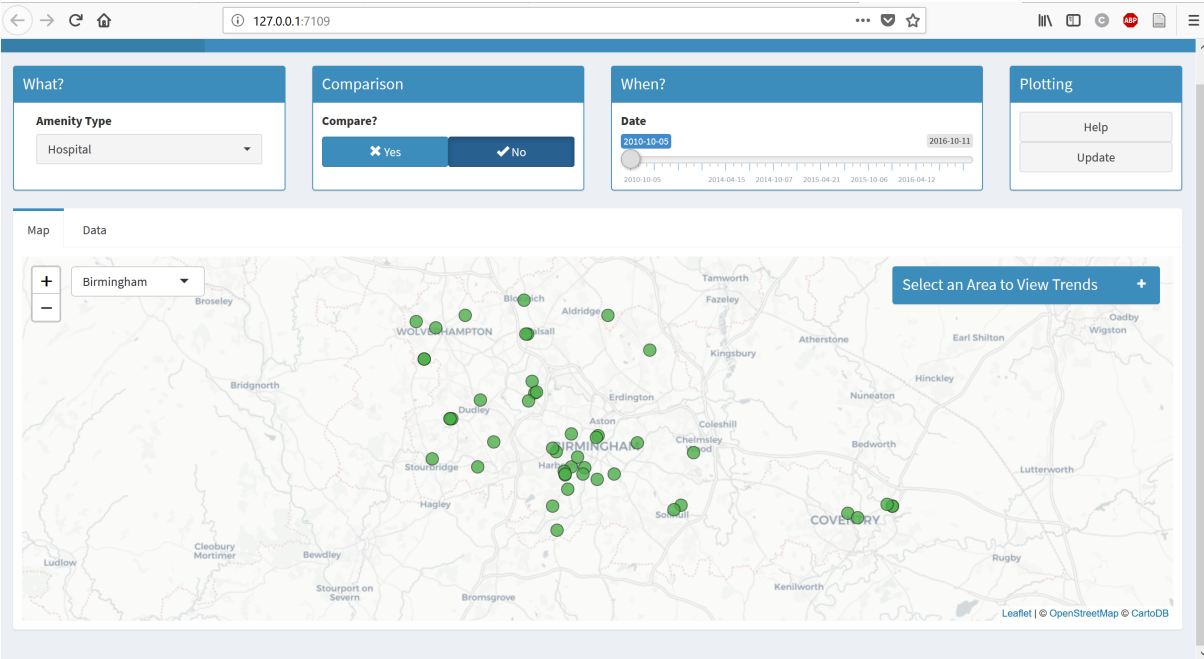 127.0.0.1:7109
C
ABP
What?
Comparison
When?
Plotting
Amenity Type
Hospital
Compare?
Yes
No
Date
2010-10-05
2016-10-11
2010-10-05 2014-04-15 2014-10-07 2015-04-21 2015-10-06 2016-04-12
Help
Update
Map
Data
+
−
Birmingham
Select an Area to View Trends +
Broseley
Tamworth
Fazeley
Aldridge
Oadby
Wigston
WOLVERHAMPTON
Atherstone
Earl Shilton
Kingsbury
Bridgnorth
Hinckley
Erdington
Nuneaton
Dudley
Aston
Coleshill
BIRMINGHAM
Chelmsley
Wood
Bedworth
Stourbridge
Lutterworth
Hagley
Solihull
COVENTRY
Cleobury
Mortimer
Bewdley
Ludlow
Rugby
Stourport on
Severn
Bromsgrove
Kenilworth
Leaflet | © OpenStreetMap © CartoDB